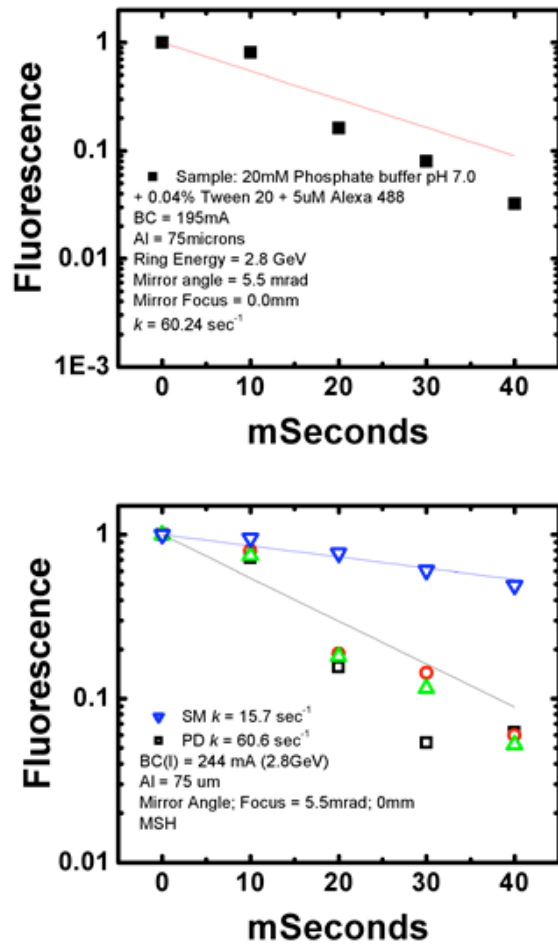 1
0.1
0.01
1E-3
Fluorescence
■ Sample: 20mM Phosphate buffer pH 7.0
+ 0.04% Tween 20 + 5uM Alexa 488
BC = 195mA
Al = 75microns
Ring Energy = 2.8 GeV
Mirror angle = 5.5 mrad
Mirror Focus = 0.0mm
k = 60.24 sec⁻¹
0 10 20 30 40
mSeconds
1
0.1
0.01
Fluorescence
SM k = 15.7 sec⁻¹
PD k = 60.6 sec⁻¹
BC(I) = 244 mA (2.8GeV)
Al = 75 um
Mirror Angle; Focus = 5.5mrad; 0mm
MSH
0 10 20 30 40
mSeconds